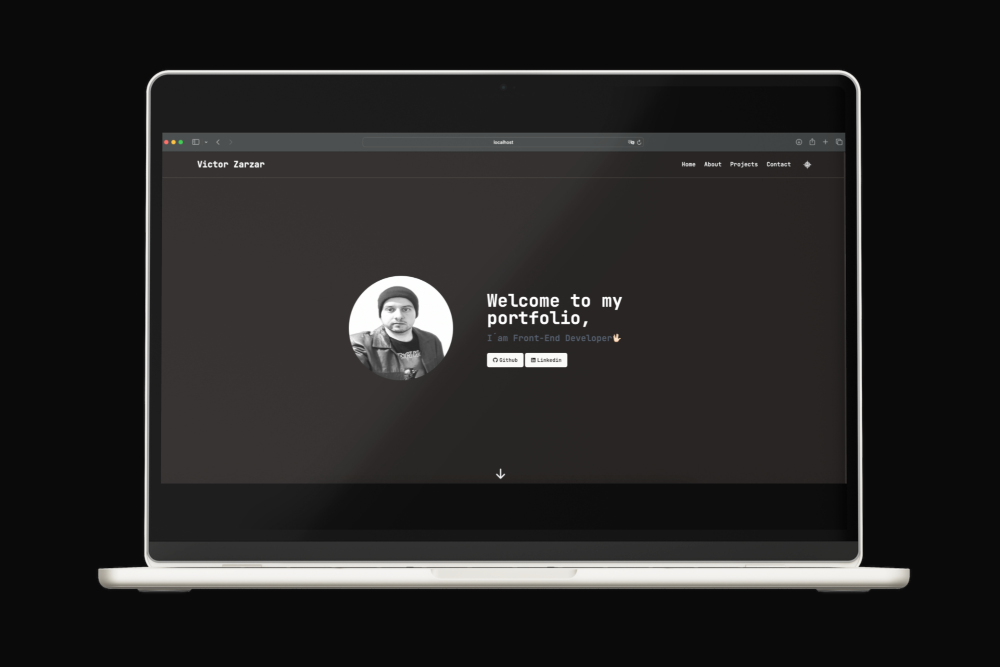 localhost
Victor Zarzar
Home About Projects Contact
Welcome to my
portfolio,
I`am Front-End Developer🖖🏻
Github Linkedin